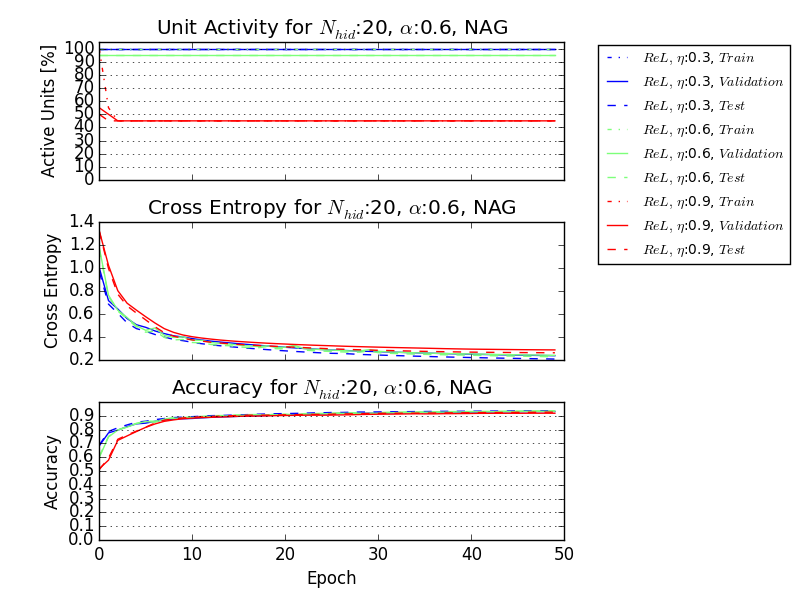 Unit Activity for N_hid:20, α:0.6, NAG
Active Units [%]
100
90
80
70
60
50
40
30
20
10
0
ReL, η:0.3, Train
ReL, η:0.3, Validation
ReL, η:0.3, Test
ReL, η:0.6, Train
ReL, η:0.6, Validation
ReL, η:0.6, Test
ReL, η:0.9, Train
ReL, η:0.9, Validation
ReL, η:0.9, Test
Cross Entropy for N_hid:20, α:0.6, NAG
Cross Entropy
1.4
1.2
1.0
0.8
0.6
0.4
0.2
Accuracy for N_hid:20, α:0.6, NAG
Accuracy
0.9
0.8
0.7
0.6
0.5
0.4
0.3
0.2
0.1
0.0
0 10 20 30 40 50
Epoch